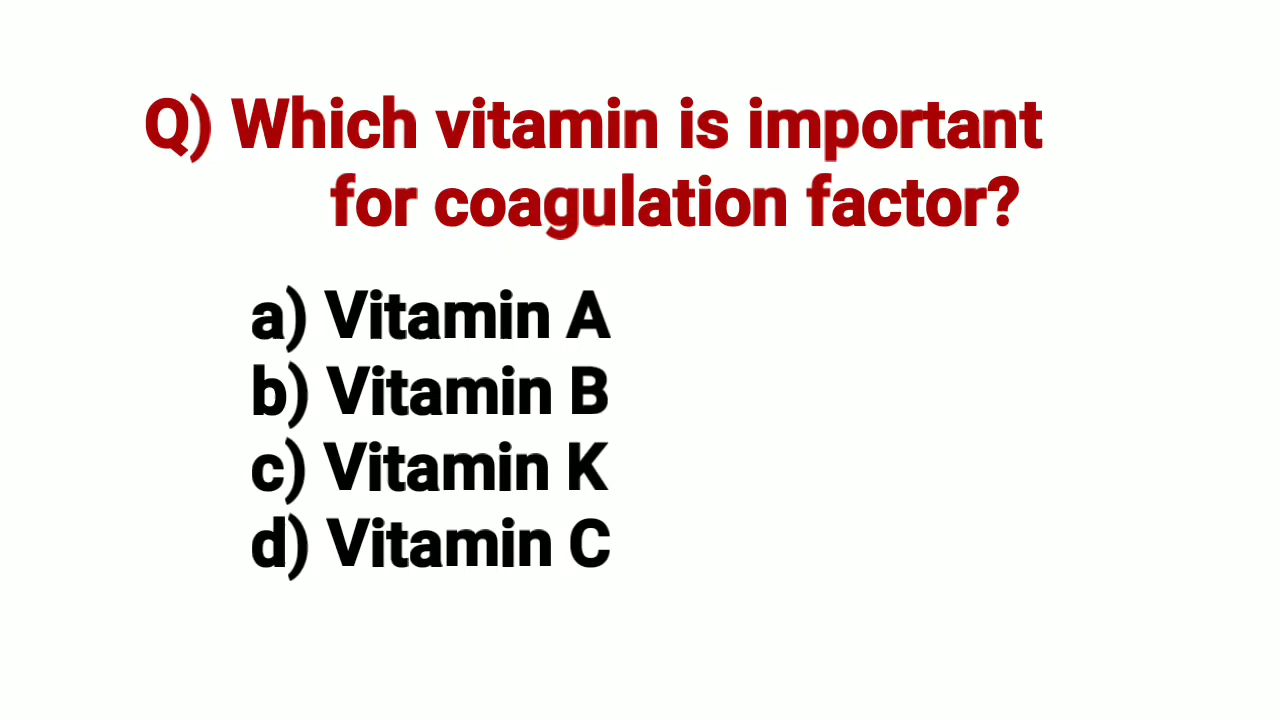 Q) Which vitamin is important
for coagulation factor?
a) Vitamin A
b) Vitamin B
c) Vitamin K
d) Vitamin C